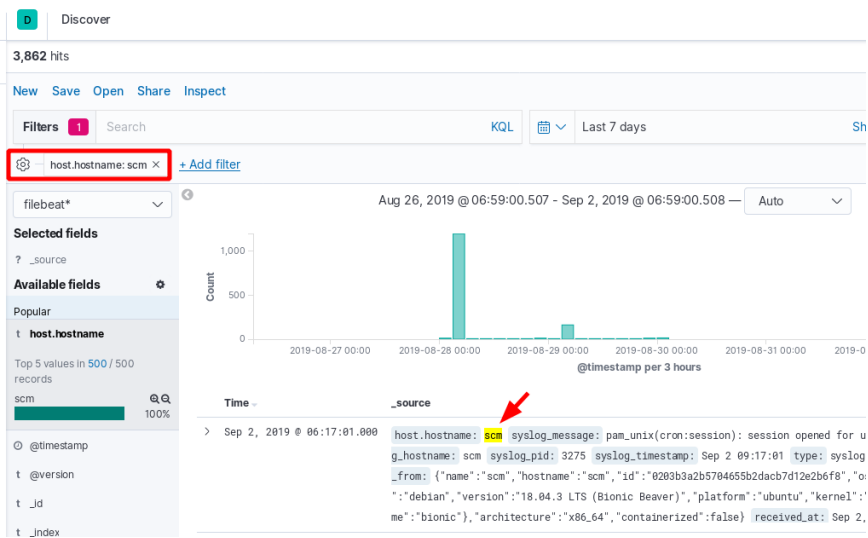 D Discover
3,862 hits
New Save Open Share Inspect
Filters 1 Search KQL Last 7 days Sh
host.hostname: scm × + Add filter
filebeat*
Aug 26, 2019 @ 06:59:00.507 - Sep 2, 2019 @ 06:59:00.508 — Auto
Selected fields
? _source
Available fields
Popular
t host.hostname
Top 5 values in 500 / 500
records
scm
100%
@timestamp
t @version
t _id
t _index
Count
1,000
500
0
2019-08-27 00:00 2019-08-28 00:00 2019-08-29 00:00 2019-08-30 00:00 2019-08-31 00:00 2019-0
@timestamp per 3 hours
Time _source
Sep 2, 2019 @ 06:17:01.000 host.hostname: scm syslog_message: pam_unix(cron:session): session opened for u
g_hostname: scm syslog_pid: 3275 syslog_timestamp: Sep 2 09:17:01 type: syslog
_from: {"name":"scm","hostname":"scm","id":"0203b3a2b5704655b2dacb7d12e2b6f8","os
":"debian","version":"18.04.3 LTS (Bionic Beaver)","platform":"ubuntu","kernel":"
me":"bionic"},"architecture":"x86_64","containerized":false} received_at: Sep 2,